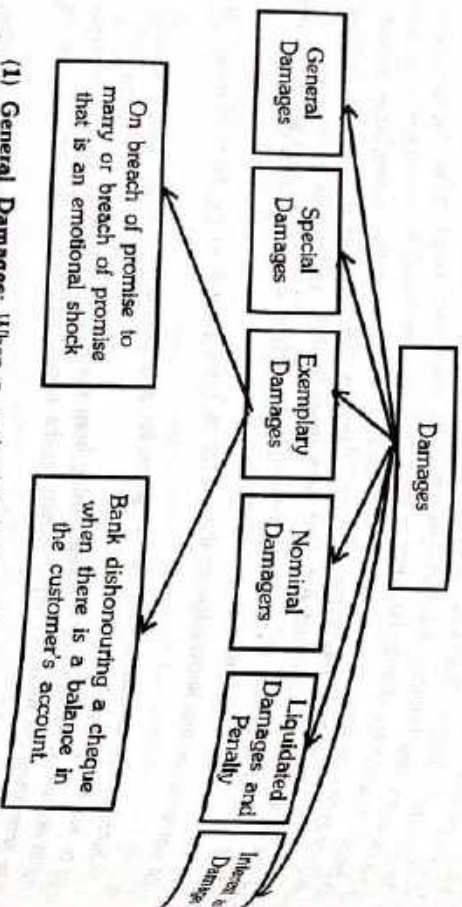 Damages
General
Damages
Special
Damages
Exemplary
Damages
Nominal
Damagers
Liquidated
Damages and
Penalty
Damage
On breach of promise to
marry or breach of promise
that is an emotional shock
Bank dishonouring a cheque
when there is a balance in
the customer's account.
(1) General Damages: When